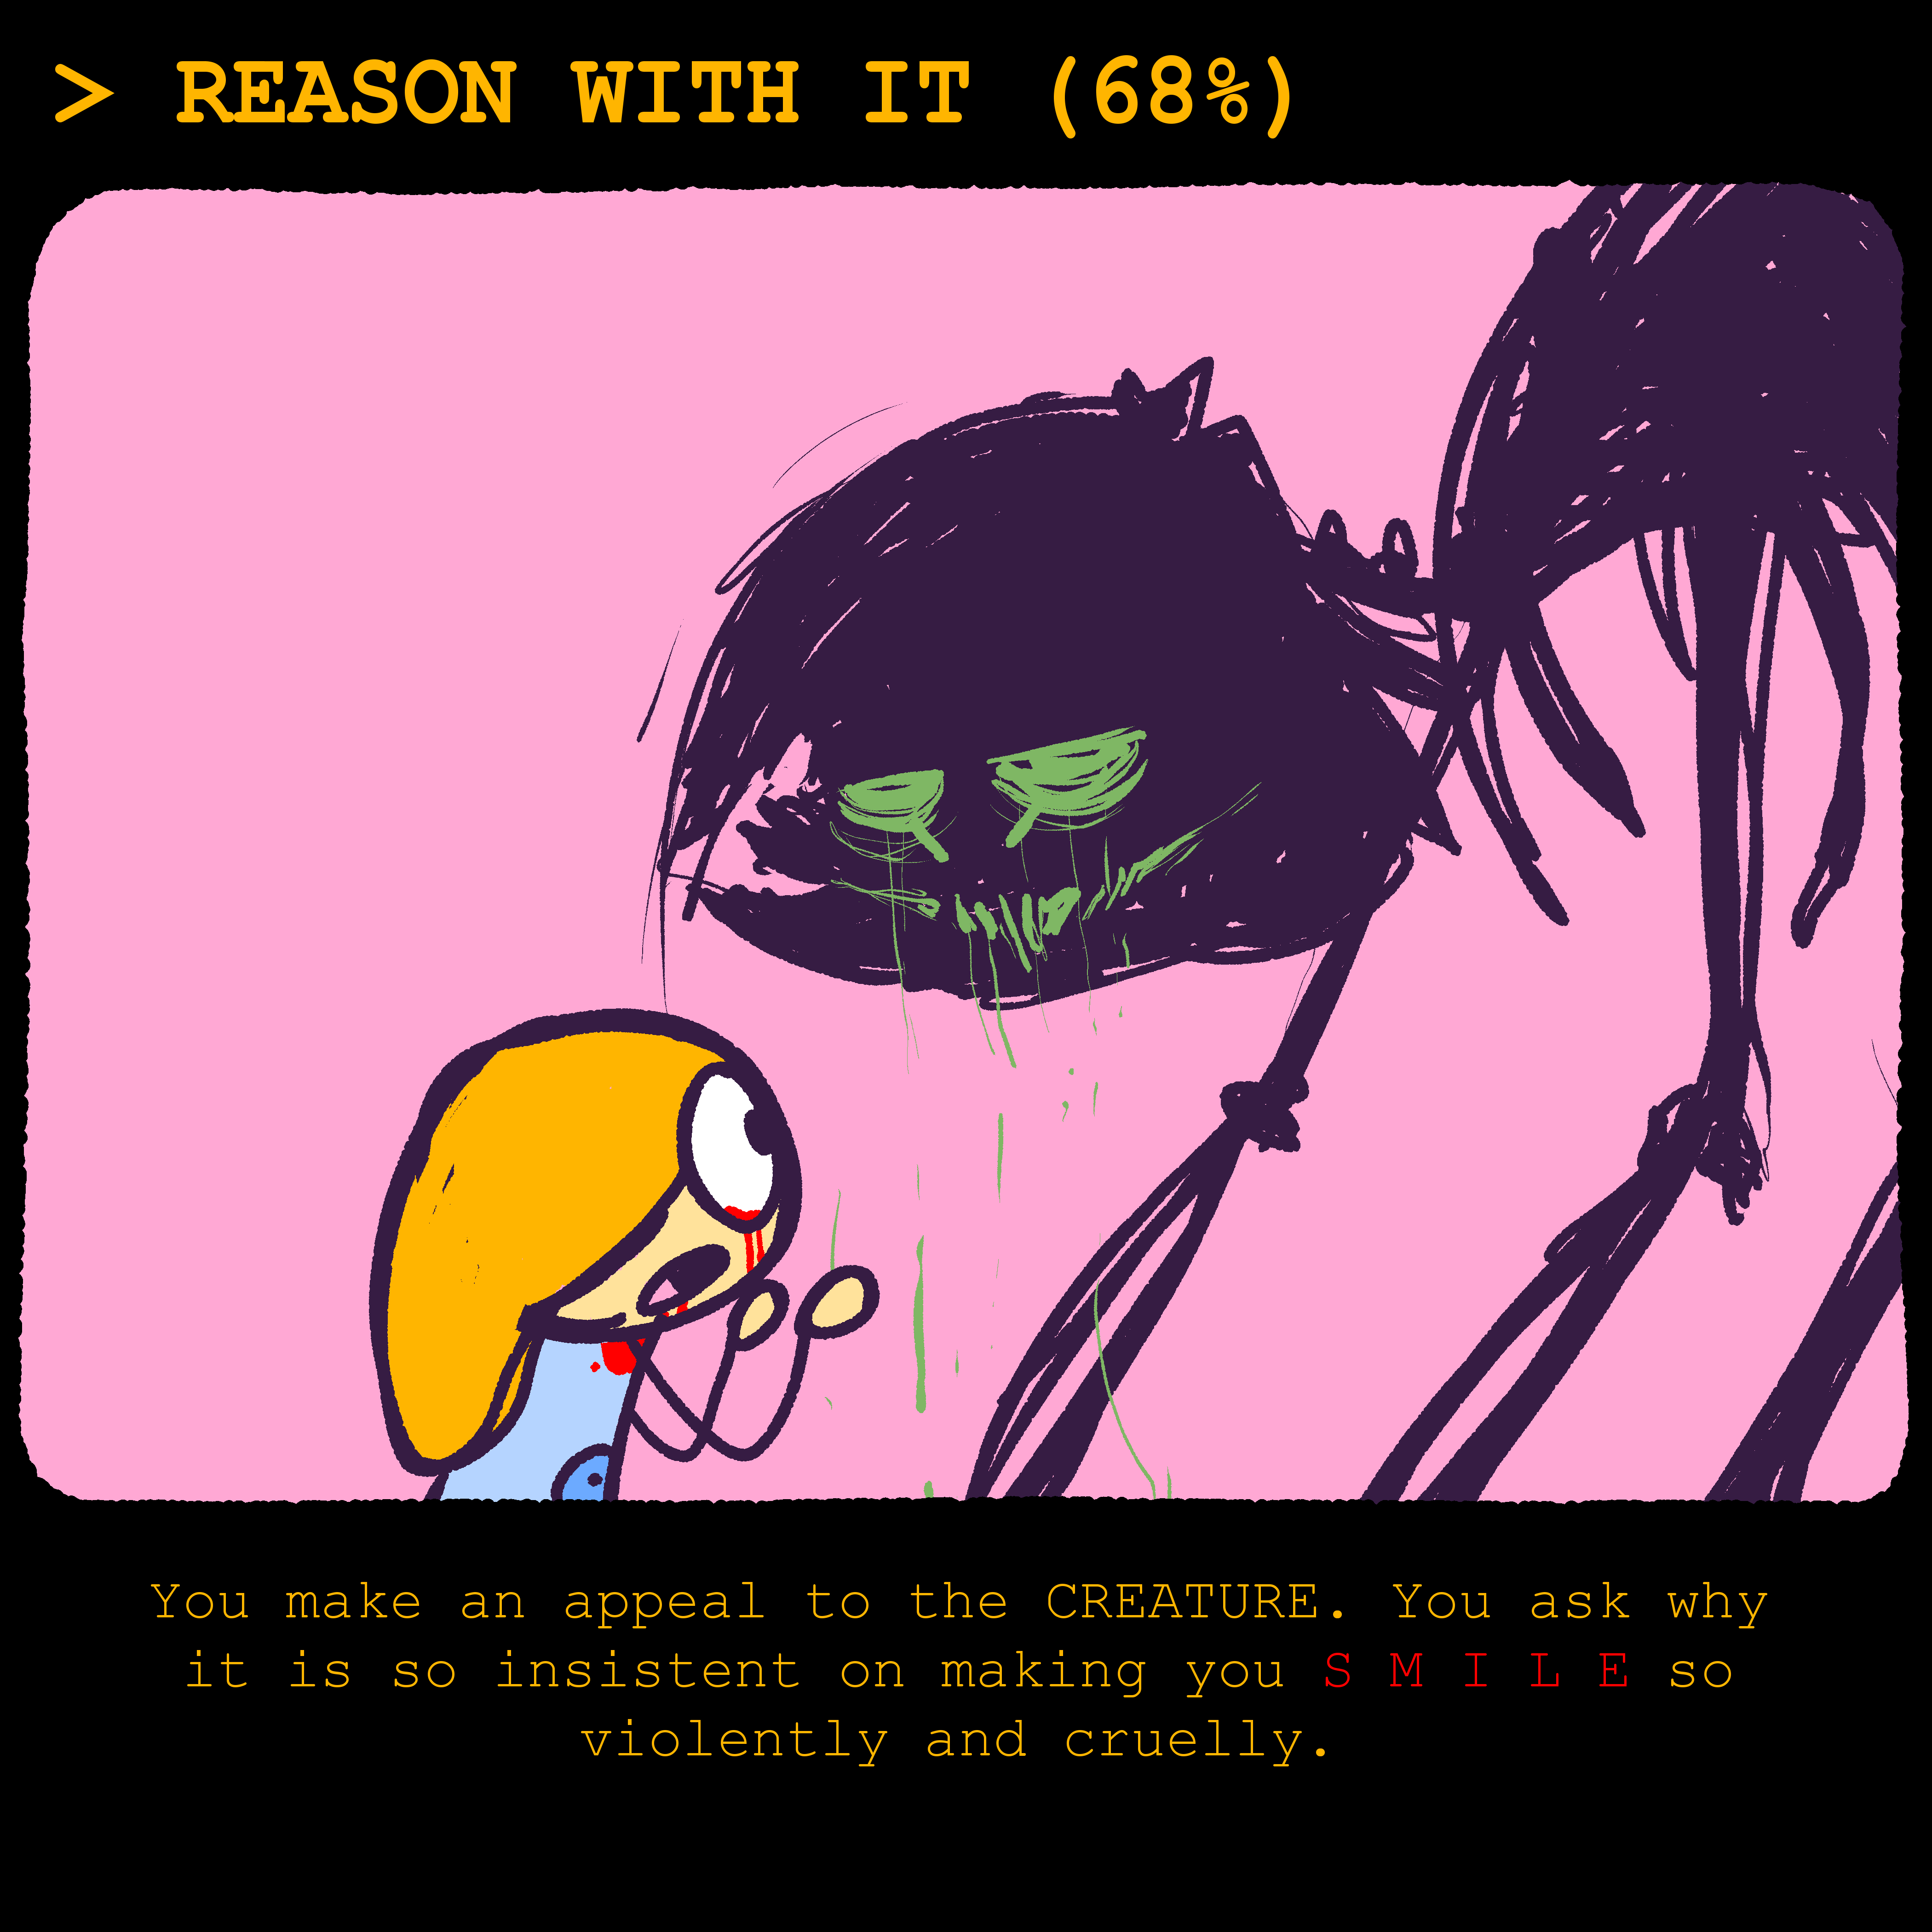 > REASON WITH IT (68%)
You make an appeal to the CREATURE. You ask why
it is so insistent on making you S M I L E so
violently and cruelly.